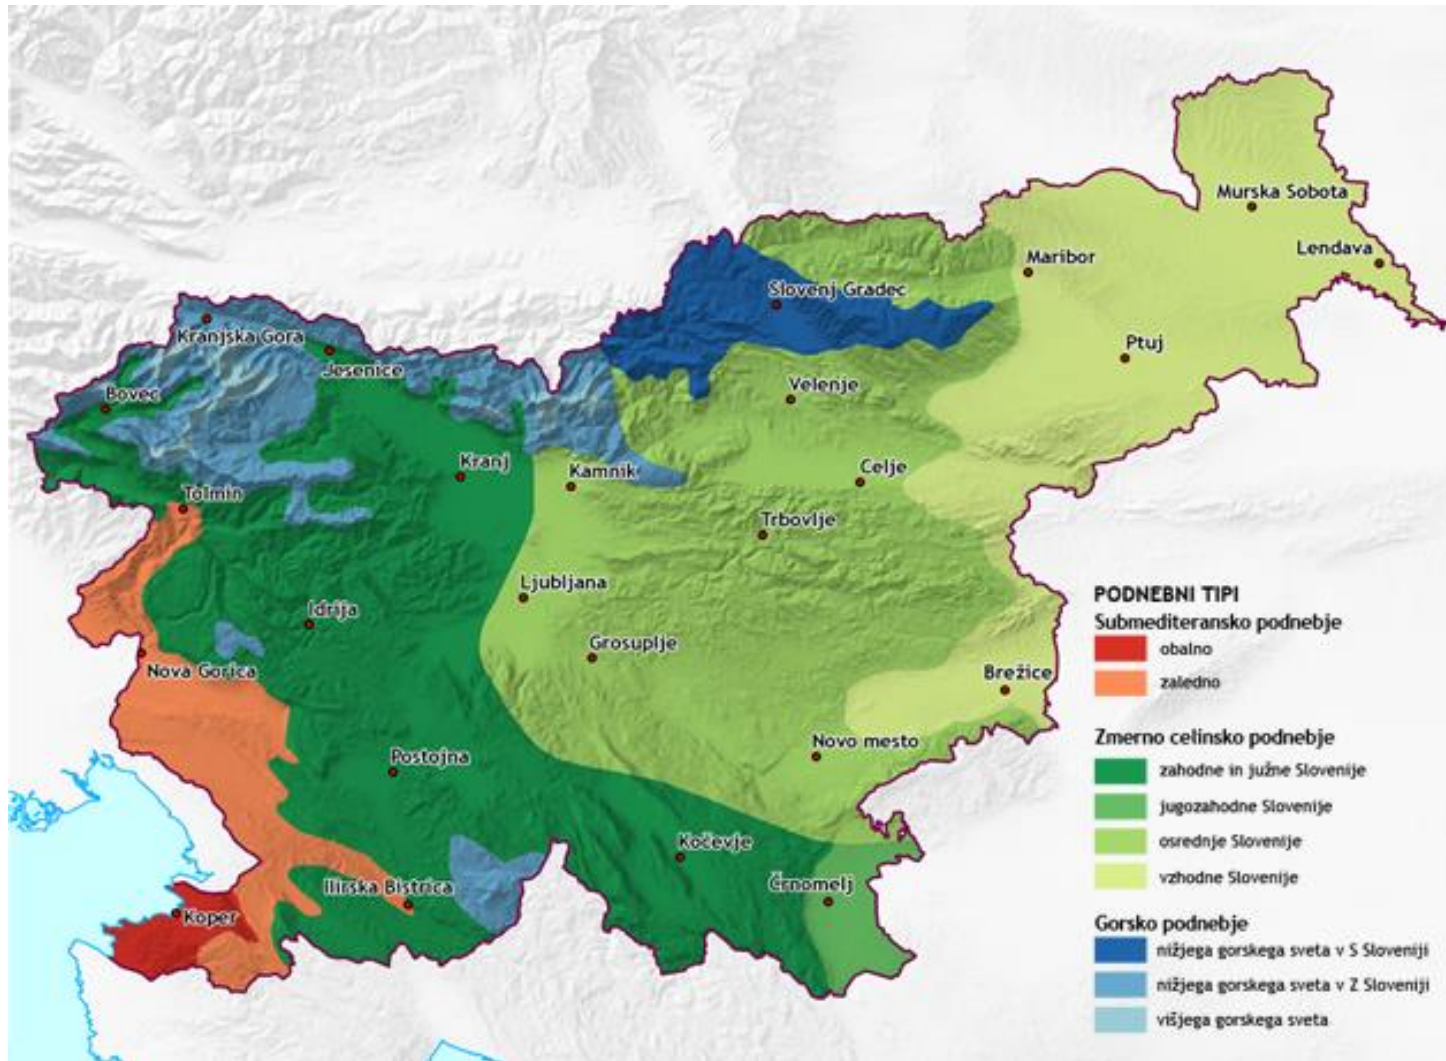 Murska Sobota
Lendava
Maribor
Slovenj Gradec
Kranjska Gora
Ptuj
Jesenice
Velenje
Bovec
Kranj
Kamnik
Celje
Tolmin
Trbovlje
Ljubljana
Idrija
Grosuplje
Nova Gorica
Brežice
Novo mesto
Postojna
Kočevje
Ilirska Bistrica
Črnomelj
Koper
PODNEBNI TIPI
Submediteransko podnebje
obalno
zaledno
Zmerno celinsko podnebje
zahodne in južne Slovenije
jugozahodne Slovenije
osrednje Slovenije
vzhodne Slovenije
Gorsko podnebje
nižjega gorskega sveta v S Sloveniji
nižjega gorskega sveta v Z Sloveniji
višjega gorskega sveta